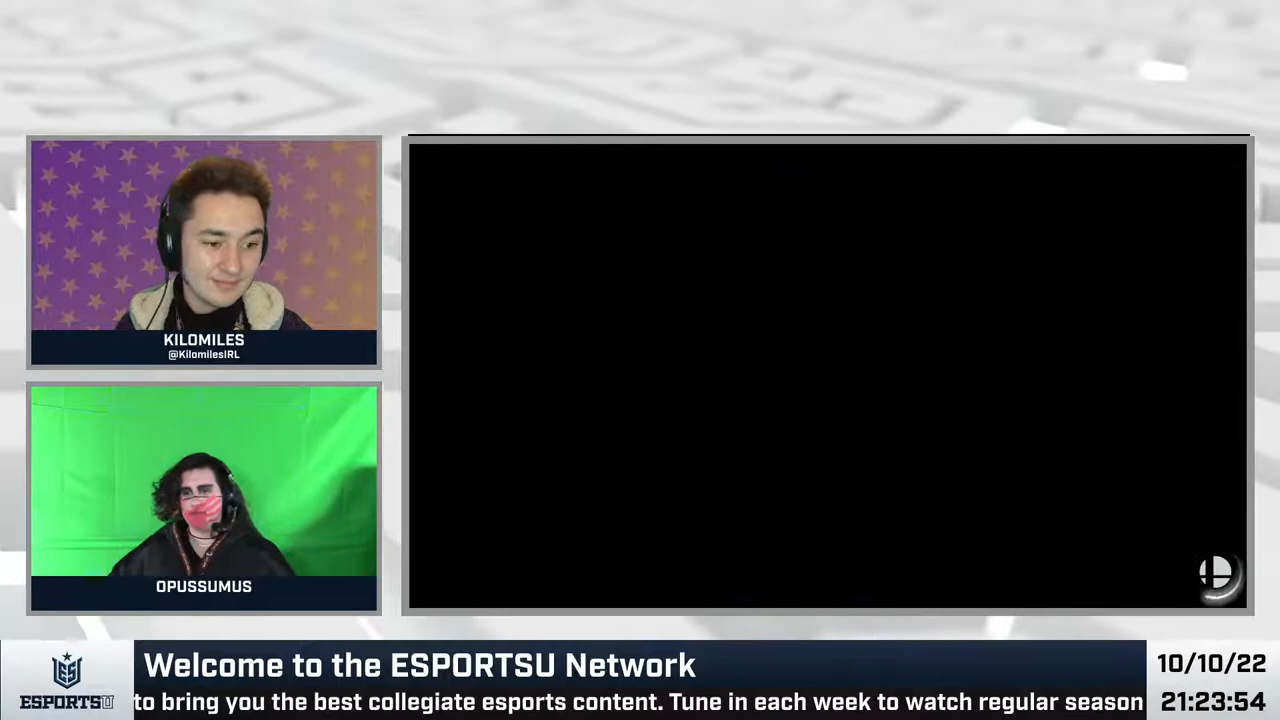 KILOMILES
@KilomilesIRL
OPUSSUMUS
Welcome to the ESPORTSU Network
to bring you the best collegiate esports content. Tune in each week to watch regular season
ESPORTSU
10/10/22
21:23:54